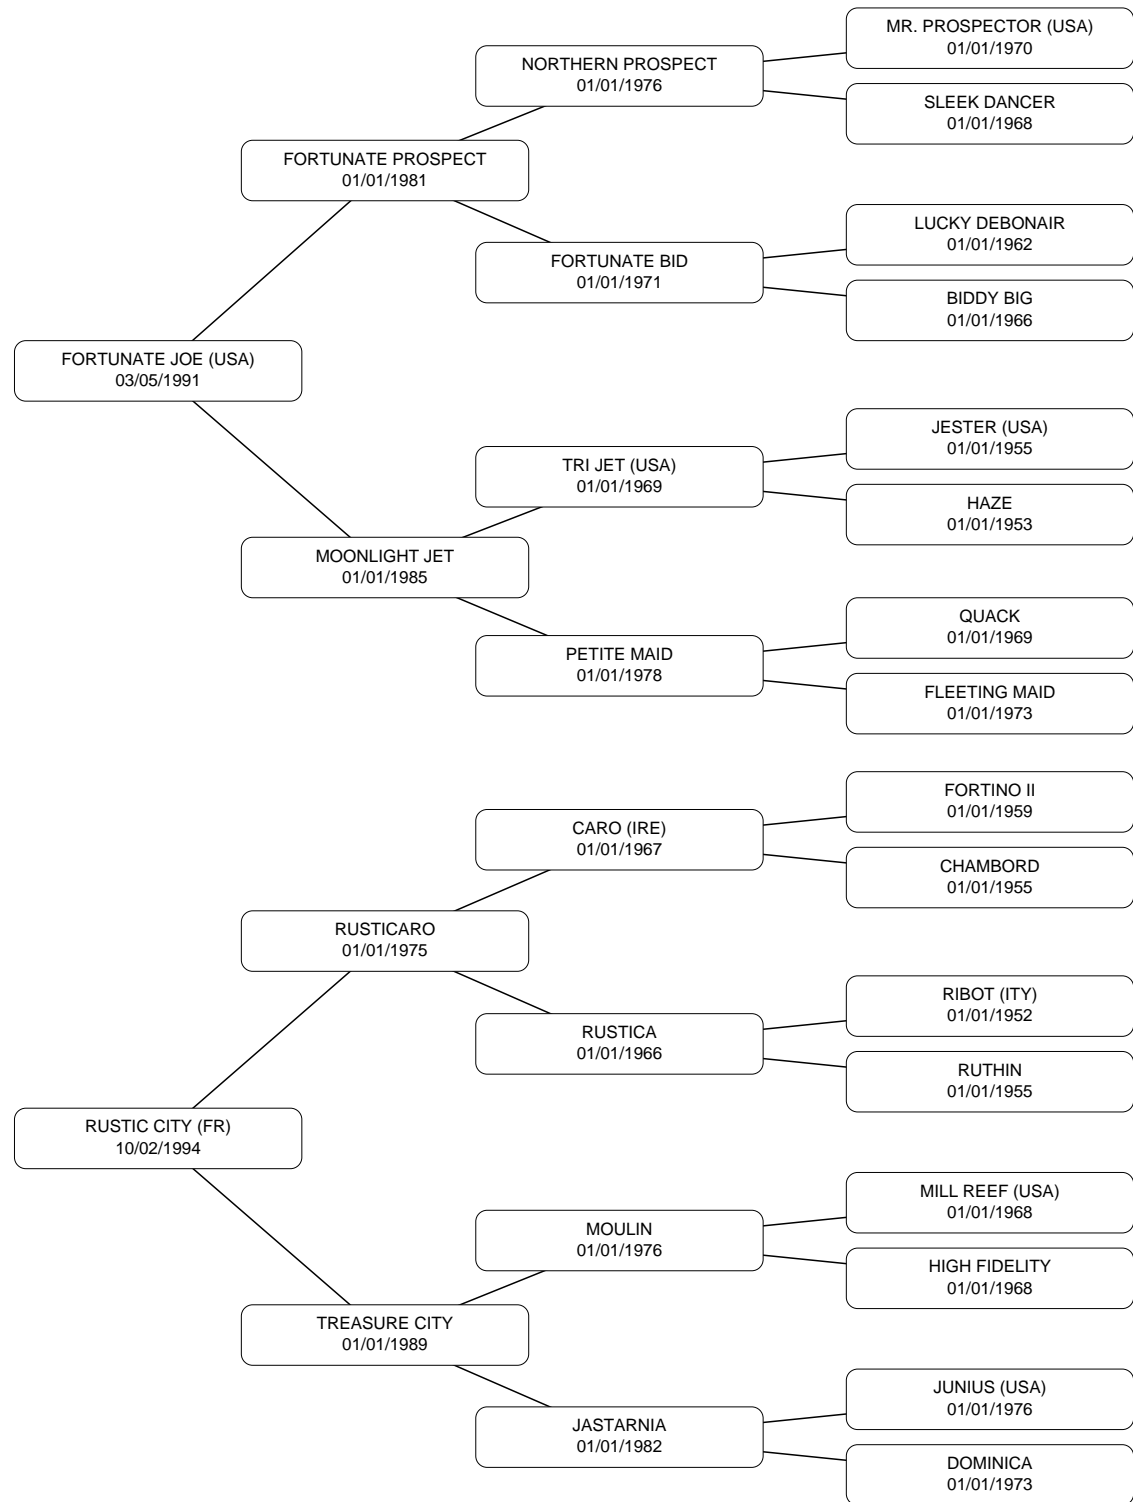 MR. PROSPECTOR (USA)
01/01/1970
NORTHERN PROSPECT
01/01/1976
SLEEK DANCER
01/01/1968
FORTUNATE PROSPECT
01/01/1981
LUCKY DEBONAIR
01/01/1962
FORTUNATE BID
01/01/1971
BIDDY BIG
01/01/1966
FORTUNATE JOE (USA)
03/05/1991
JESTER (USA)
01/01/1955
TRI JET (USA)
01/01/1969
HAZE
01/01/1953
MOONLIGHT JET
01/01/1985
QUACK
01/01/1969
PETITE MAID
01/01/1978
FLEETING MAID
01/01/1973
FORTINO II
01/01/1959
CARO (IRE)
01/01/1967
CHAMBORD
01/01/1955
RUSTICARO
01/01/1975
RIBOT (ITY)
01/01/1952
RUSTICA
01/01/1966
RUTHIN
01/01/1955
RUSTIC CITY (FR)
10/02/1994
MILL REEF (USA)
01/01/1968
MOULIN
01/01/1976
HIGH FIDELITY
01/01/1968
TREASURE CITY
01/01/1989
JUNIUS (USA)
01/01/1976
JASTARNIA
01/01/1982
DOMINICA
01/01/1973